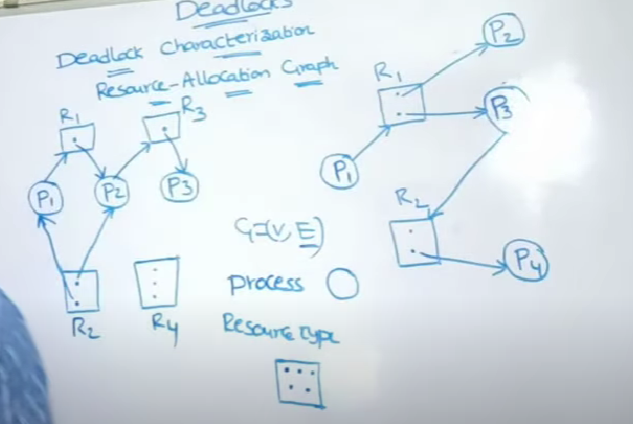 Deadlocks
Deadlock Characterization
Resource-Allocation Graph
R1
R3
P1
P2
P3
R2
R4
G=(V,E)
Process
Resource type
P2
R1
P3
P1
R2
P4